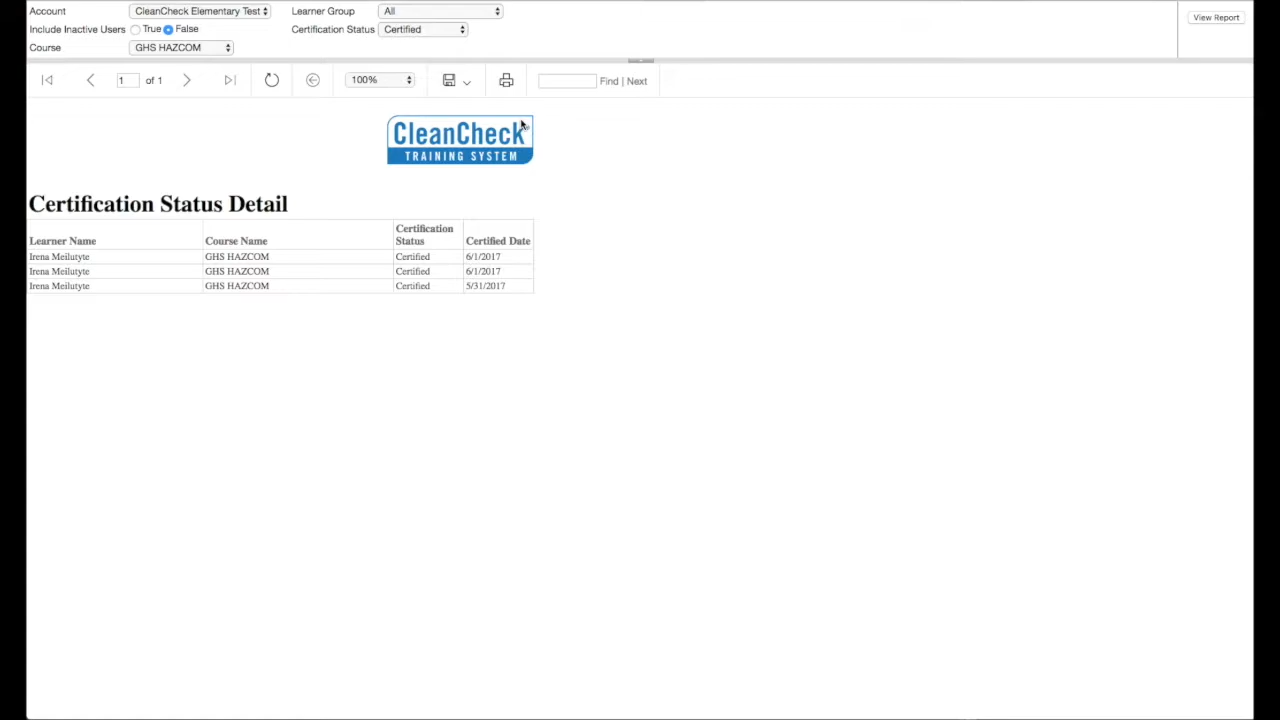 Account CleanCheck Elementary Test Learner Group All View Report
Include Inactive Users True False Certification Status Certified
Course GHS HAZCOM
1 of 1 100% Find | Next
CleanCheck
TRAINING SYSTEM
Certification Status Detail
Learner Name Course Name Certification Status Certified Date
Irena Meilutyte GHS HAZCOM Certified 6/1/2017
Irena Meilutyte GHS HAZCOM Certified 6/1/2017
Irena Meilutyte GHS HAZCOM Certified 5/31/2017